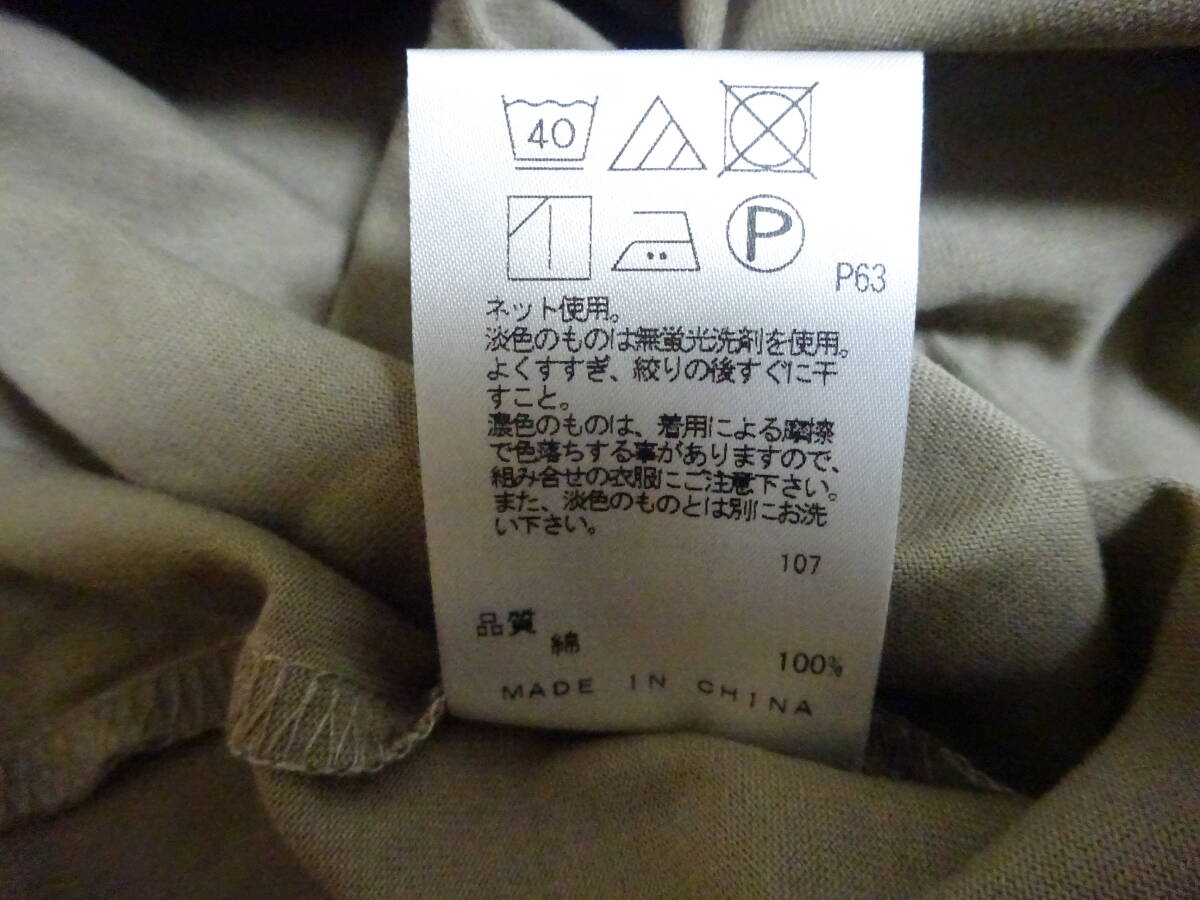 40
P
P63
ネット使用。
淡色のものは無蛍光洗剤を使用。
よくすすぎ、絞りの後すぐに干
すこと。
濃色のものは、着用による摩擦
で色落ちする事がありますので、
組み合せの衣服にご注意下さい。
また、淡色のものとは別にお洗
い下さい。
107
品質
綿 100%
MADE IN CHINA